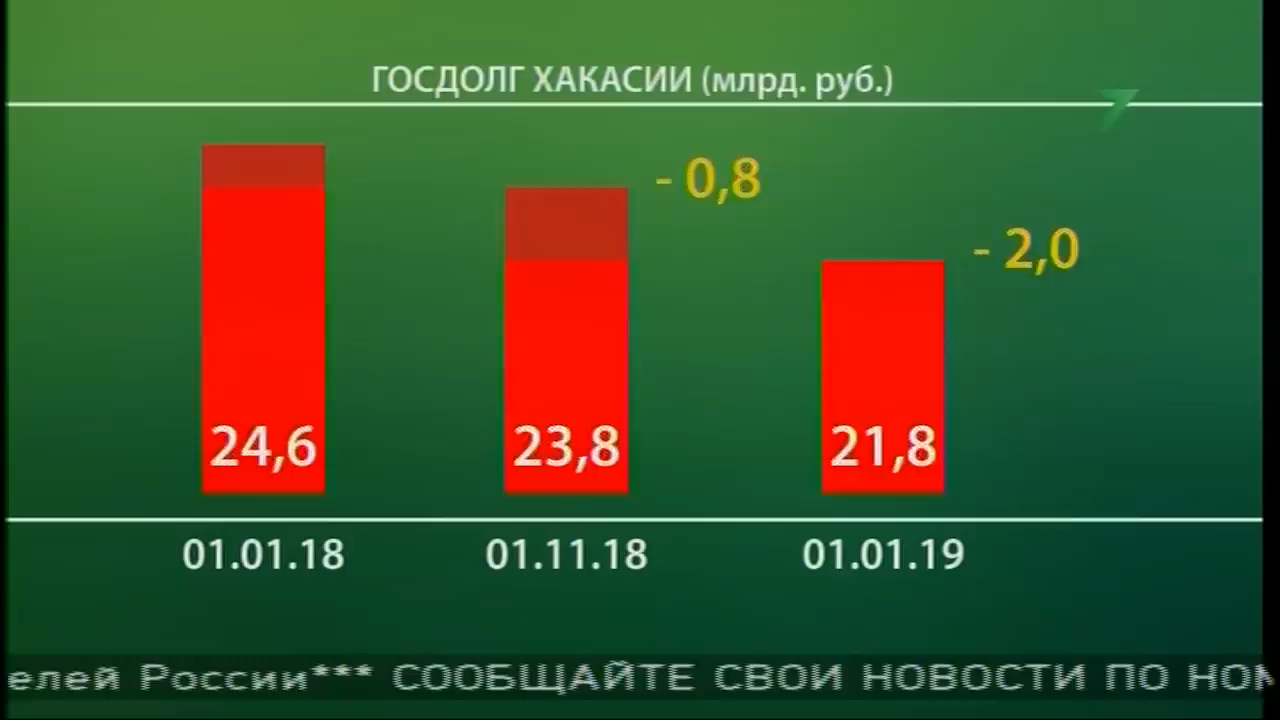 ГОСДОЛГ ХАКАСИИ (млрд. руб.)
- 0,8
- 2,0
24,6 23,8 21,8
01.01.18 01.11.18 01.01.19
елей России*** СООБЩАЙТЕ СВОИ НОВОСТИ ПО НОМ